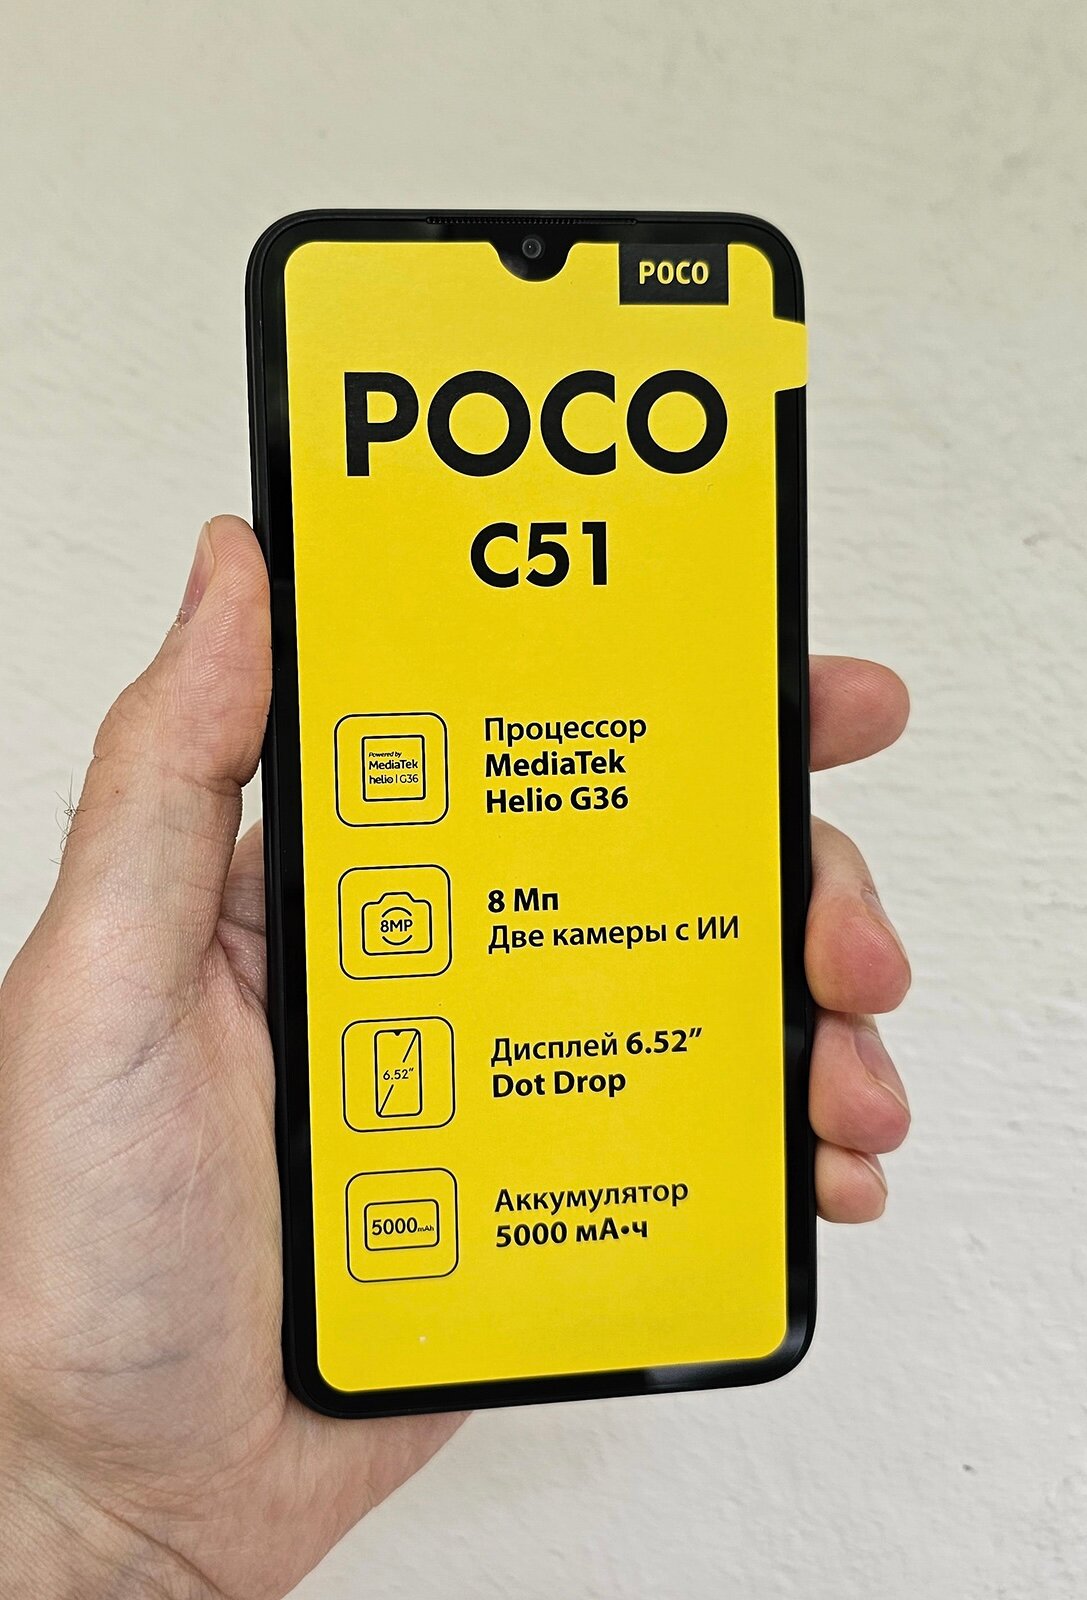 POCO
POCO
C51
Powered by
MediaTek
helio | G36
Процессор
MediaTek
Helio G36
8MP
8 Мп
Две камеры с ИИ
6.52”
Дисплей 6.52”
Dot Drop
5000mAh
Аккумулятор
5000 мА•ч